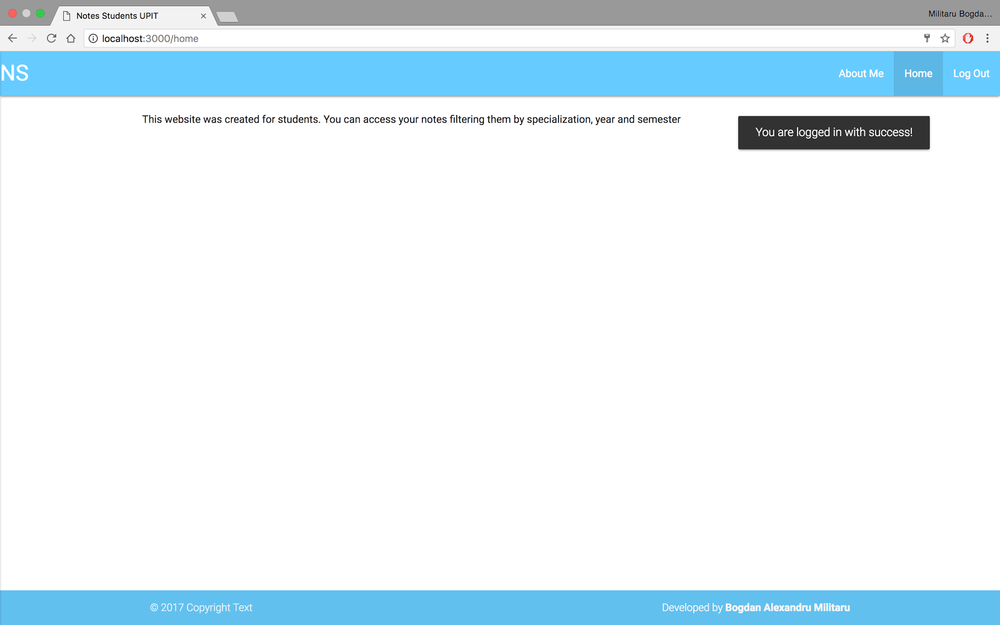 Notes Students UPIT
Militaru Bogda...
localhost:3000/home
NS
About Me
Home
Log Out
This website was created for students. You can access your notes filtering them by specialization, year and semester
You are logged in with success!
© 2017 Copyright Text
Developed by Bogdan Alexandru Militaru